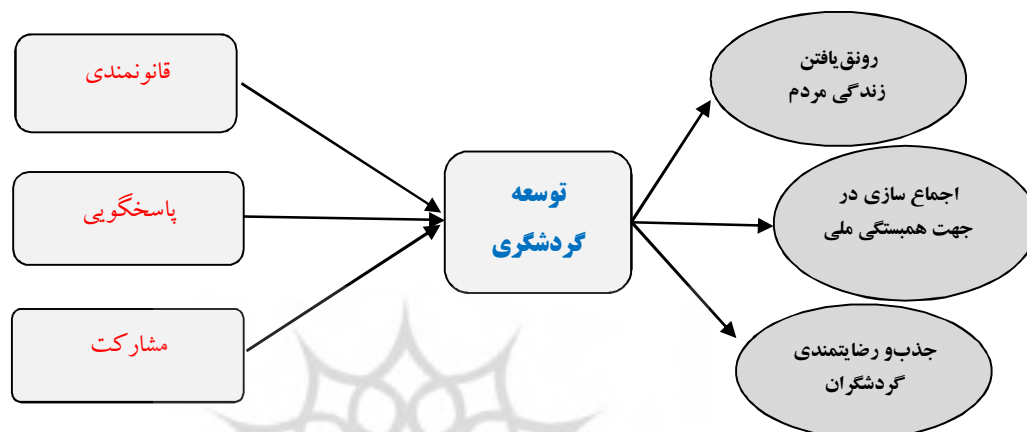 قانونمندی
پاسخگویی
مشارکت
توسعه
گردشگری
رونق‌یافتن
زندگی مردم
اجماع سازی در
جهت همبستگی ملی
جذب‌و رضایتمندی
گردشگران